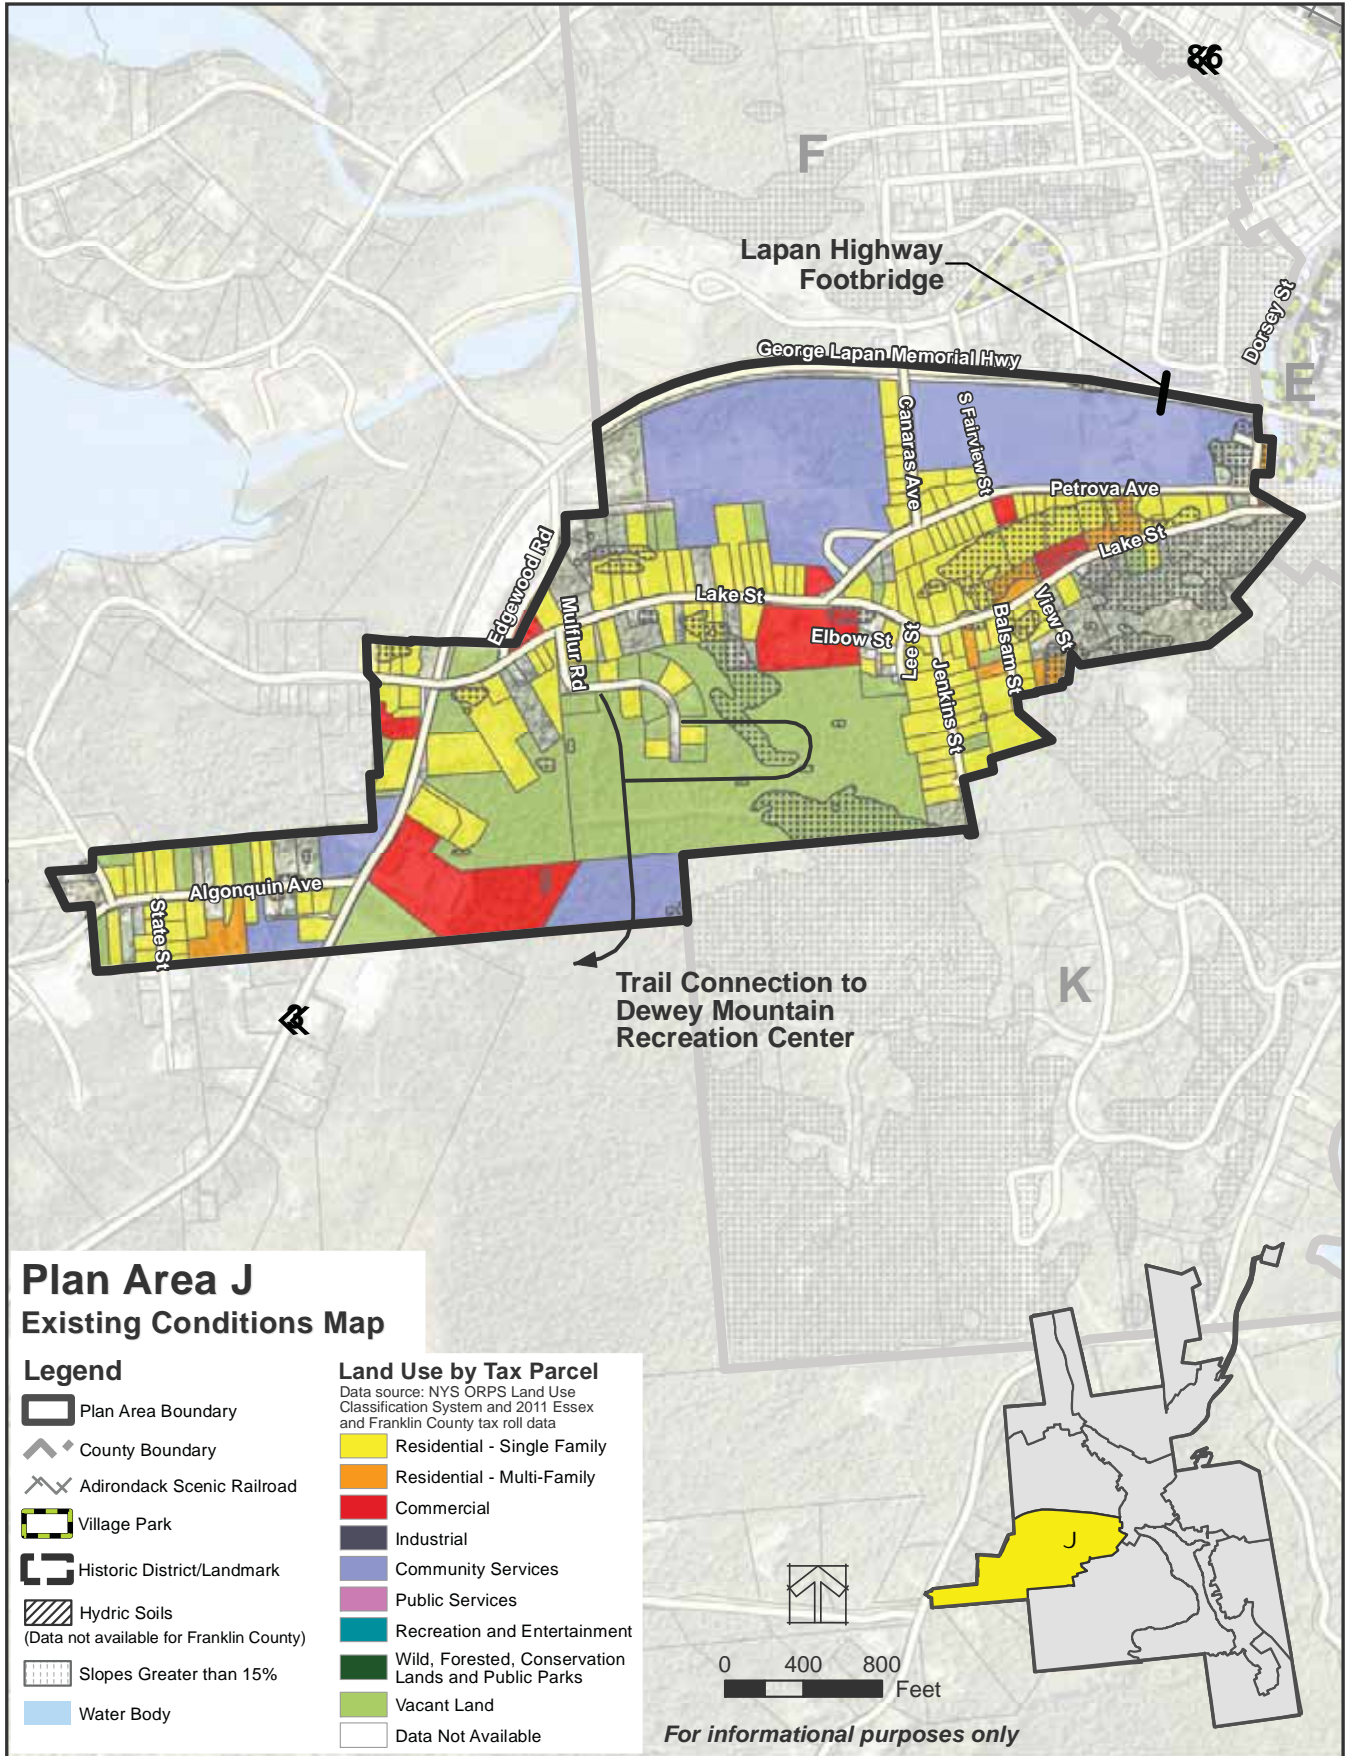 86
F
Lapan Highway
Footbridge
Dorsey St
George Lapan Memorial Hwy
E
Canaras Ave
S Fairview St
Petrova Ave
Lake St
Edgewood Rd
Mulflur Rd
Lake St
Elbow St
Lee St
View St
Balsam St
Jenkins St
Algonquin Ave
State St
Trail Connection to
Dewey Mountain
Recreation Center
K
3
Plan Area J
Existing Conditions Map
Legend
Plan Area Boundary
County Boundary
Adirondack Scenic Railroad
Village Park
Historic District/Landmark
Hydric Soils
(Data not available for Franklin County)
Slopes Greater than 15%
Water Body
Land Use by Tax Parcel
Data source: NYS ORPS Land Use
Classification System and 2011 Essex
and Franklin County tax roll data
Residential - Single Family
Residential - Multi-Family
Commercial
Industrial
Community Services
Public Services
Recreation and Entertainment
Wild, Forested, Conservation
Lands and Public Parks
Vacant Land
Data Not Available
J
0 400 800
Feet
For informational purposes only